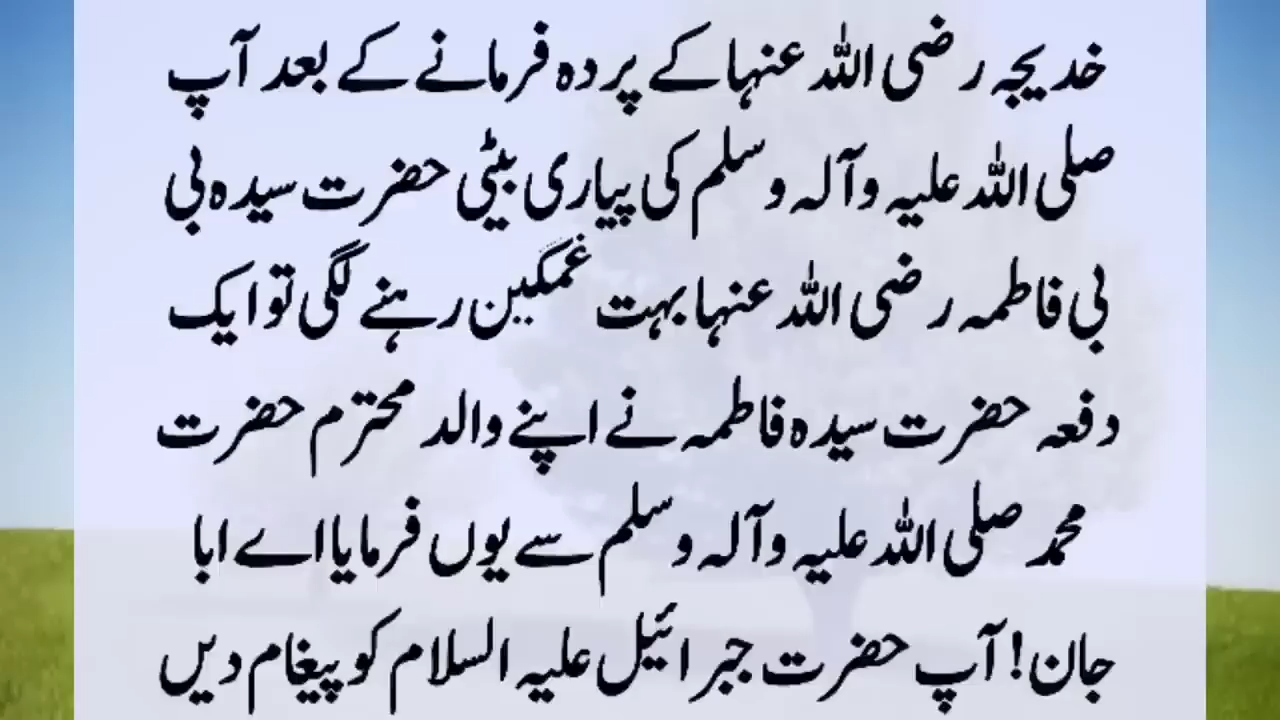 خدیجہ رضی اللہ عنہا کے پردہ فرمانے کے بعد آپ
صلی اللہ علیہ وآلہ وسلم کی پیاری بیٹی حضرت سیدہ بی
بی فاطمہ رضی اللہ عنہا بہت غمگین رہنے لگی تو ایک
دفعہ حضرت سیدہ فاطمہ نے اپنے والد محترم حضرت
محمد صلی اللہ علیہ وآلہ وسلم سے یوں فرمایا اے ابا
جان! آپ حضرت جبرائیل علیہ السلام کو پیغام دیں